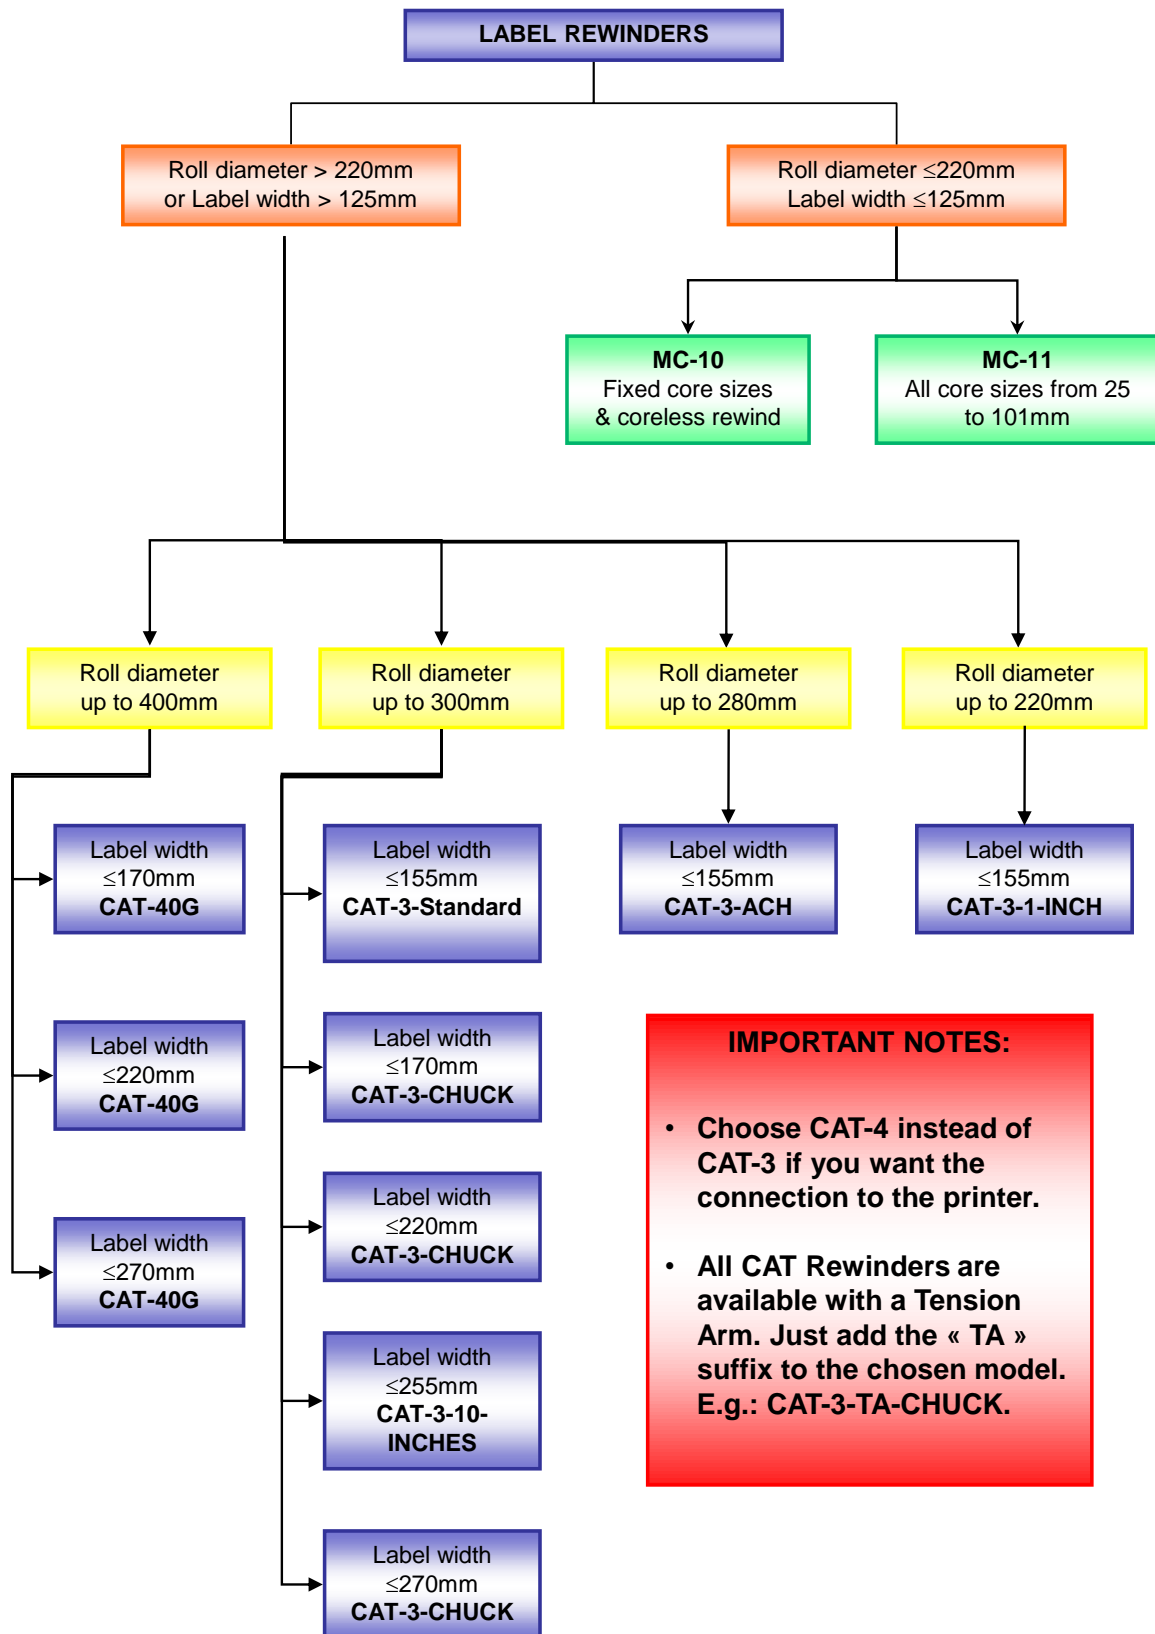 LABEL REWINDERS
Roll diameter > 220mm
or Label width > 125mm
Roll diameter ≤220mm
Label width ≤125mm
MC-10
Fixed core sizes
& coreless rewind
MC-11
All core sizes from 25
to 101mm
Roll diameter
up to 400mm
Roll diameter
up to 300mm
Roll diameter
up to 280mm
Roll diameter
up to 220mm
Label width
≤170mm
CAT-40G
Label width
≤220mm
CAT-40G
Label width
≤270mm
CAT-40G
Label width
≤155mm
CAT-3-Standard
Label width
≤170mm
CAT-3-CHUCK
Label width
≤220mm
CAT-3-CHUCK
Label width
≤255mm
CAT-3-10-
INCHES
Label width
≤270mm
CAT-3-CHUCK
Label width
≤155mm
CAT-3-ACH
Label width
≤155mm
CAT-3-1-INCH
IMPORTANT NOTES:
• Choose CAT-4 instead of
CAT-3 if you want the
connection to the printer.
• All CAT Rewinders are
available with a Tension
Arm. Just add the « TA »
suffix to the chosen model.
E.g.: CAT-3-TA-CHUCK.